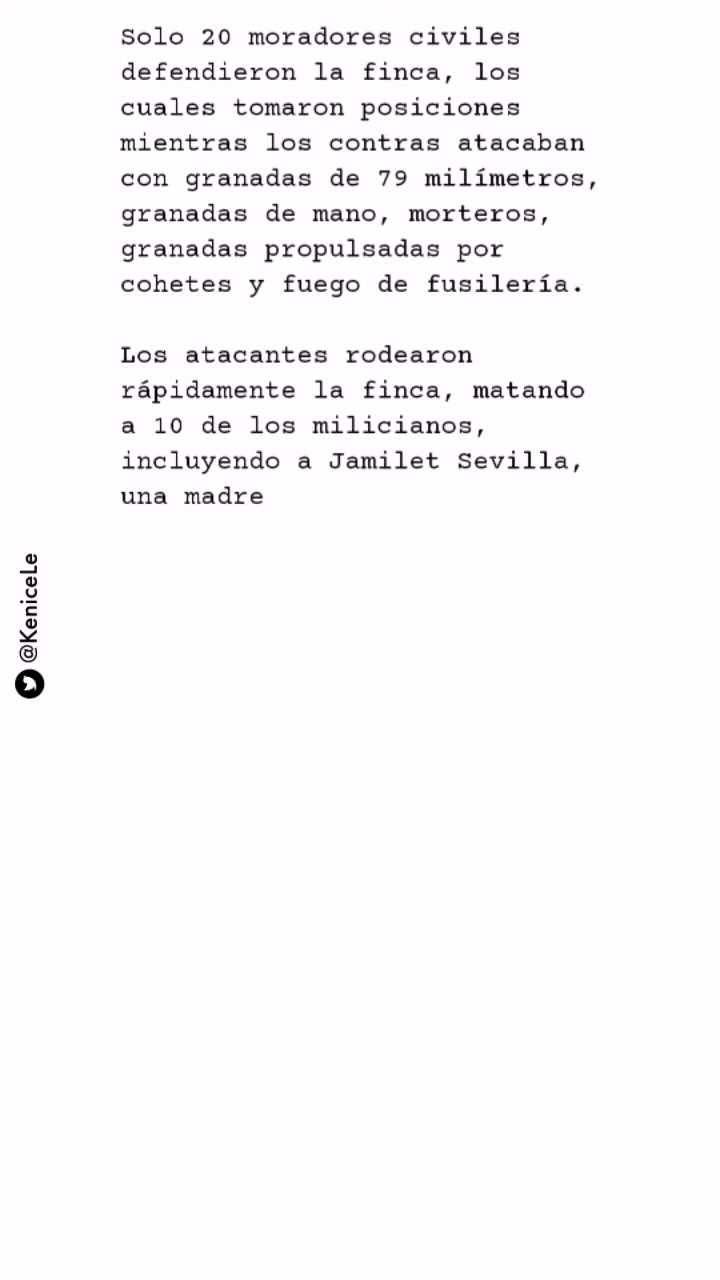 Solo 20 moradores civiles
defendieron la finca, los
cuales tomaron posiciones
mientras los contras atacaban
con granadas de 79 milímetros,
granadas de mano, morteros,
granadas propulsadas por
cohetes y fuego de fusilería.
Los atacantes rodearon
rápidamente la finca, matando
a 10 de los milicianos,
incluyendo a Jamilet Sevilla,
una madre
@KeniceLe